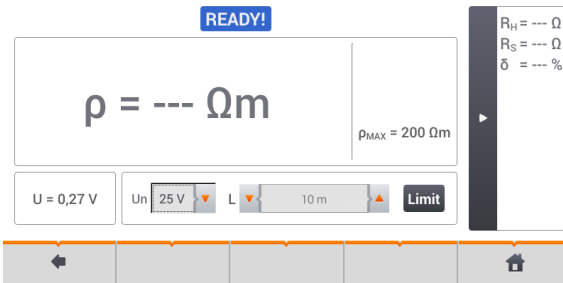 READY!
ρ = --- Ωm
ρMAX = 200 Ωm
RH = --- Ω
RS = --- Ω
δ = --- %
U = 0,27 V
Un 25 V L 10 m Limit